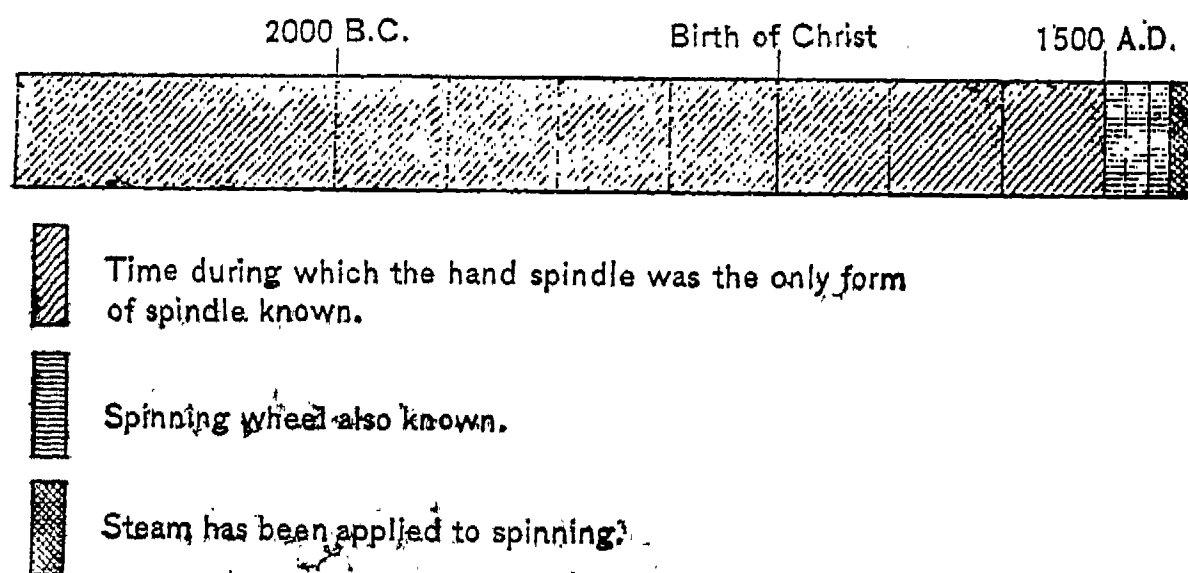 2000 B.C. Birth of Christ 1500 A.D.
Time during which the hand spindle was the only form
of spindle known.
Spinning wheel also known.
Steam has been applied to spinning.